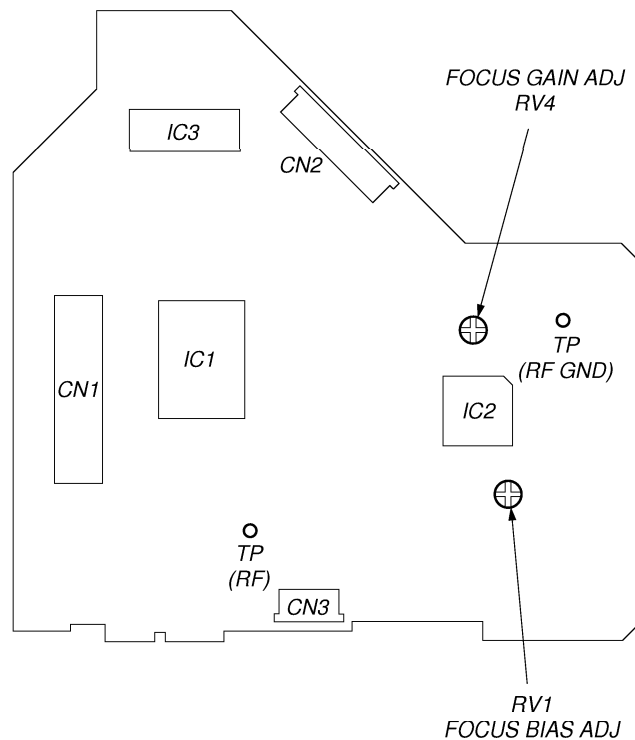 FOCUS GAIN ADJ
RV4
IC3
CN2
TP
(RF GND)
IC1
CN1
IC2
TP
(RF)
CN3
RV1
FOCUS BIAS ADJ